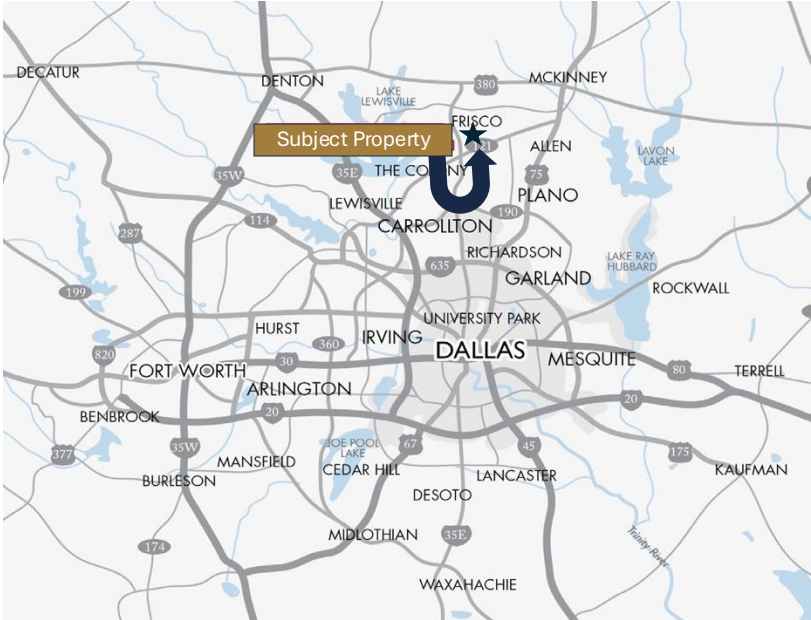 DECATUR
DENTON
380
MCKINNEY
LAKE
LEWISVILLE
FRISCO
Subject Property
21
ALLEN
LAVON
LAKE
35W
35E
THE COLONY
75
PLANO
LEWISVILLE
190
114
CARROLLTON
287
RICHARDSON
635
GARLAND
LAKE RAY
HUBBARD
199
ROCKWALL
UNIVERSITY PARK
HURST
IRVING
360
DALLAS
820
MESQUITE
30
FORT WORTH
80
TERRELL
ARLINGTON
20
BENBROOK
20
JOE POOL
LAKE
67
45
35W
377
175
MANSFIELD
CEDAR HILL
KAUFMAN
BURLESON
LANCASTER
DESOTO
MIDLOTHIAN
35E
174
Trinity River
WAXAHACHIE